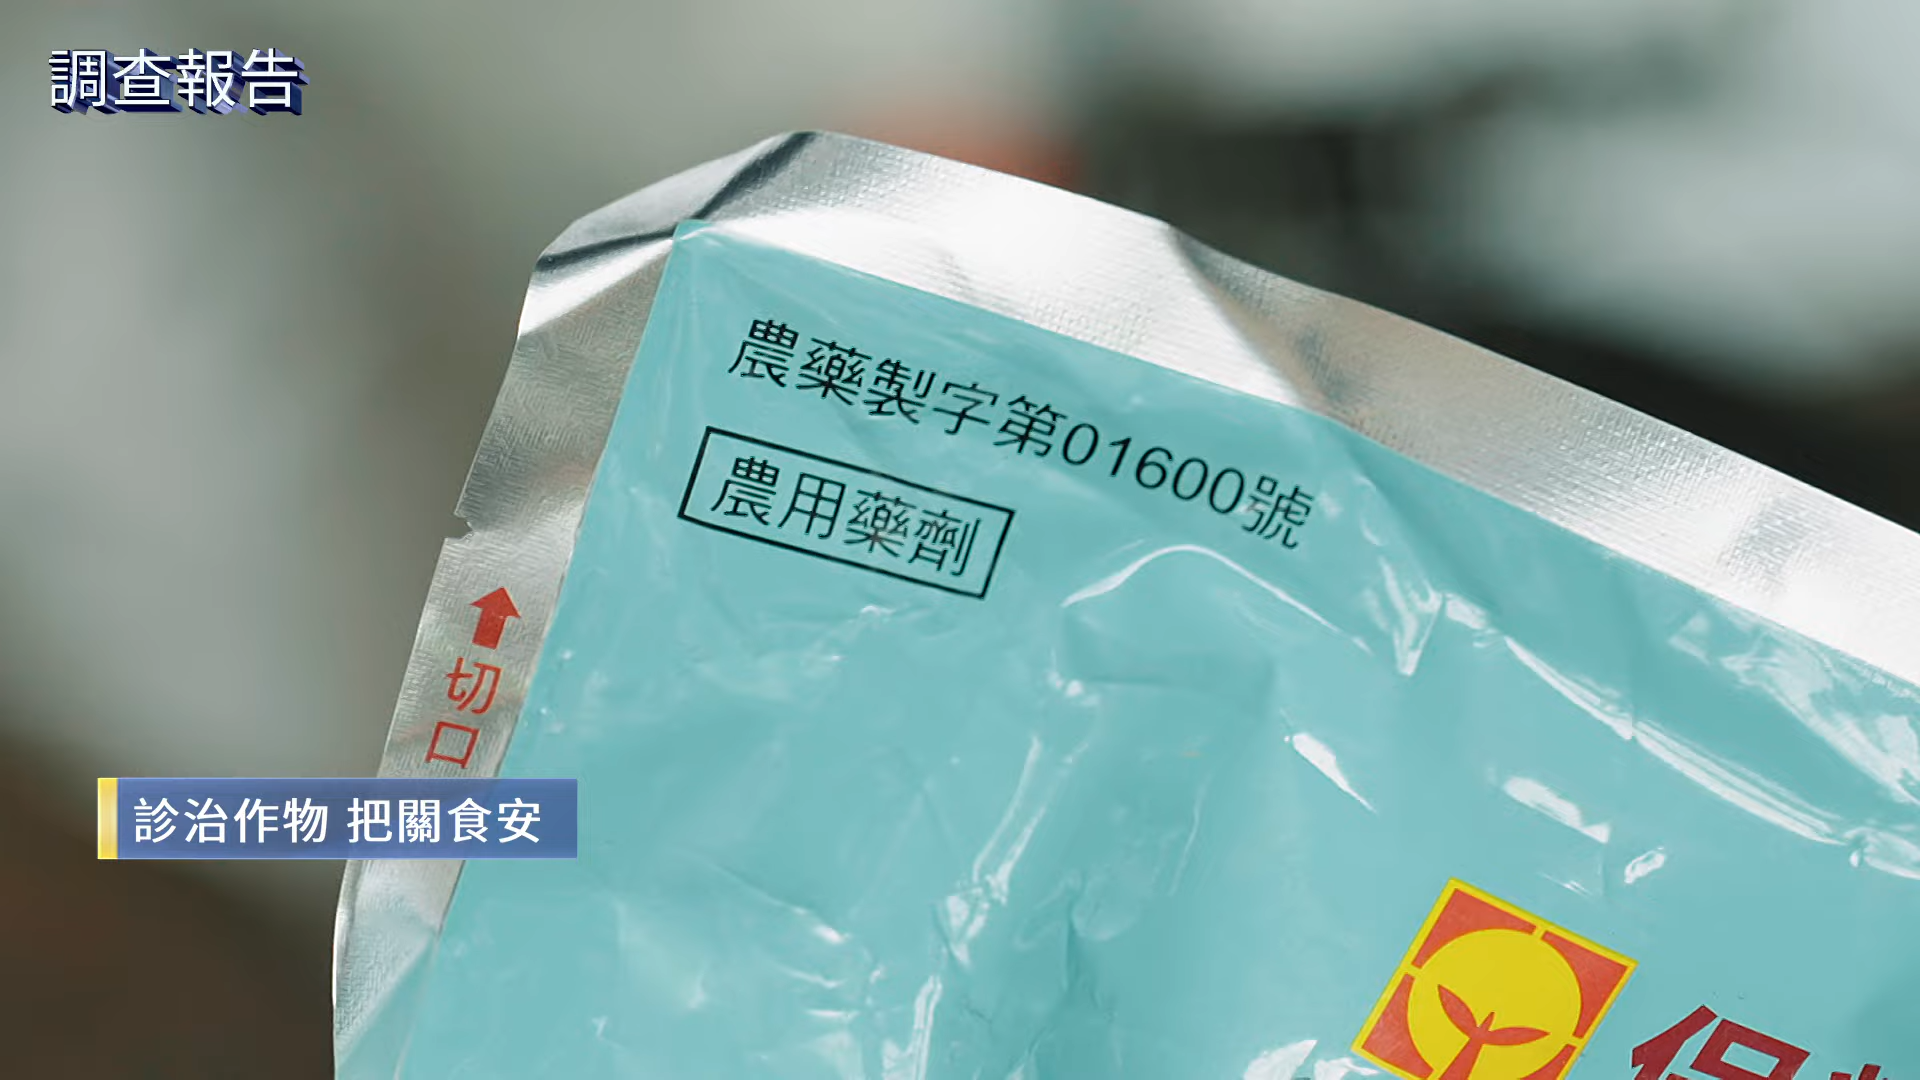 調查報告
農藥製字第01600號
農用藥劑
切口
診治作物 把關食安